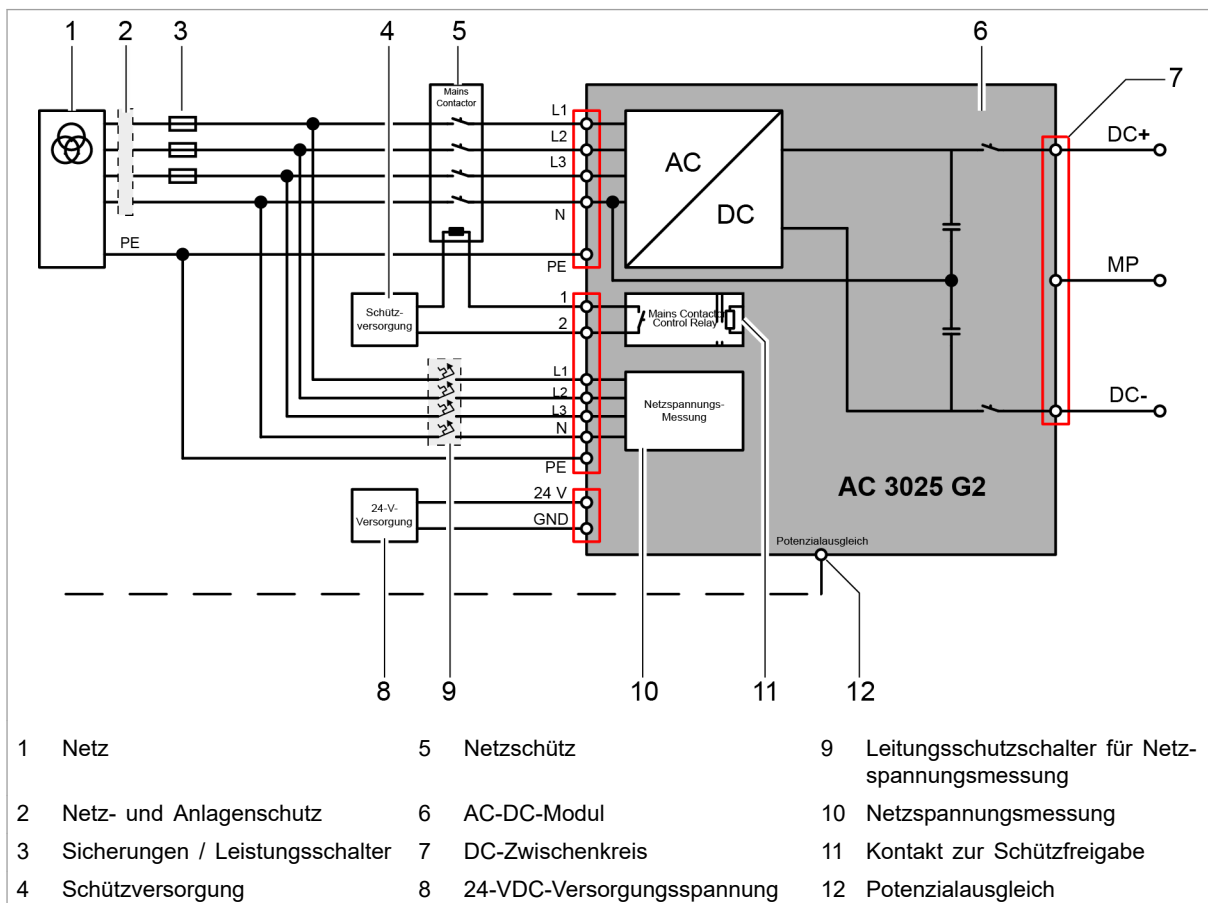 1 2 3 4 5 6
7
Mains
Contactor
L1
L2
L3
N
PE
PE
AC
DC
DC+
MP
DC-
Schütz-
versorgung
1
2
Mains Contactor
Control Relay
L1
L2
L3
N
PE
Netzspannungs-
Messung
24-V-
Versorgung
24 V
GND
AC 3025 G2
Potenzialausgleich
8 9 10 11 12
1 Netz 5 Netzschütz 9 Leitungsschutzschalter für Netz-
spannungsmessung
2 Netz- und Anlagenschutz 6 AC-DC-Modul 10 Netzspannungsmessung
3 Sicherungen / Leistungsschalter 7 DC-Zwischenkreis 11 Kontakt zur Schützfreigabe
4 Schützversorgung 8 24-VDC-Versorgungsspannung 12 Potenzialausgleich